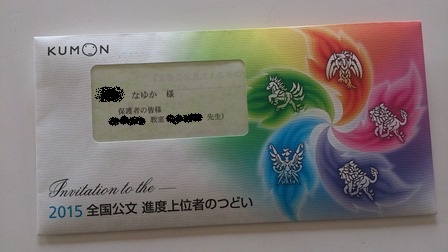 KUMON
なゆか 様
保護者の皆様
教室 先生）
Invitation to the
2015 全国公文 進度上位者のつどい